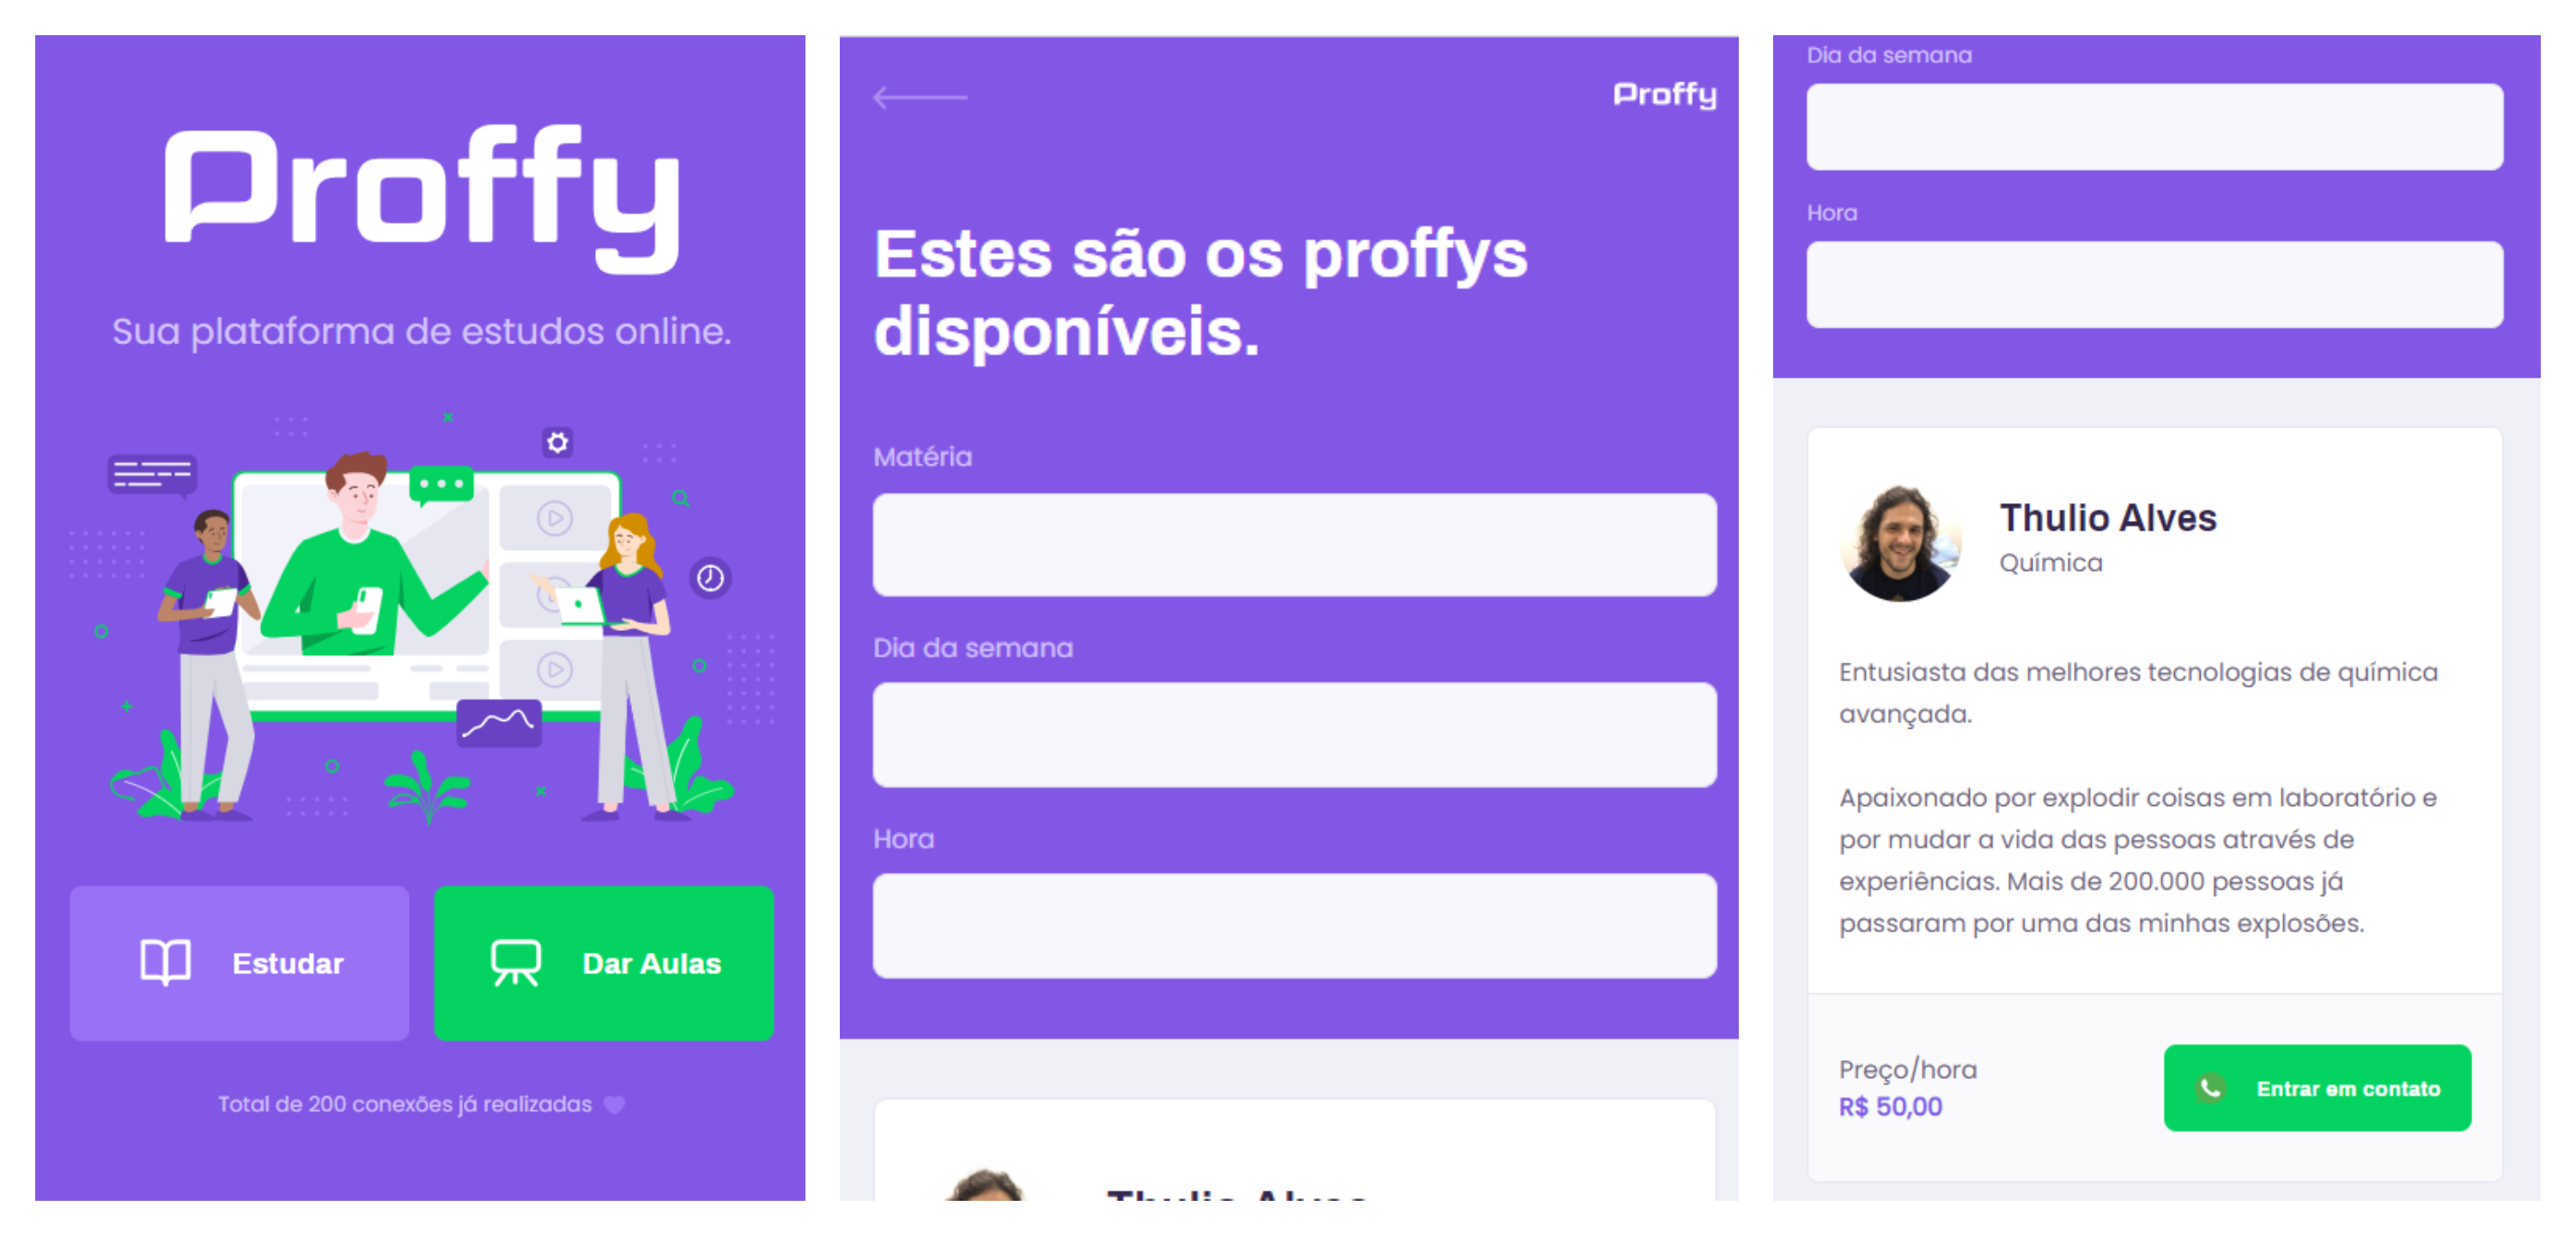 Proffy
Sua plataforma de estudos online.
Estudar
Dar Aulas
Total de 200 conexões já realizadas
Proffy
Estes são os proffys
disponíveis.
Matéria
Dia da semana
Hora
Thulio Alves
Dia da semana
Hora
Thulio Alves
Química
Entusiasta das melhores tecnologias de química
avançada.
Apaixonado por explodir coisas em laboratório e
por mudar a vida das pessoas através de
experiências. Mais de 200.000 pessoas já
passaram por uma das minhas explosões.
Preço/hora
R$ 50,00
Entrar em contato